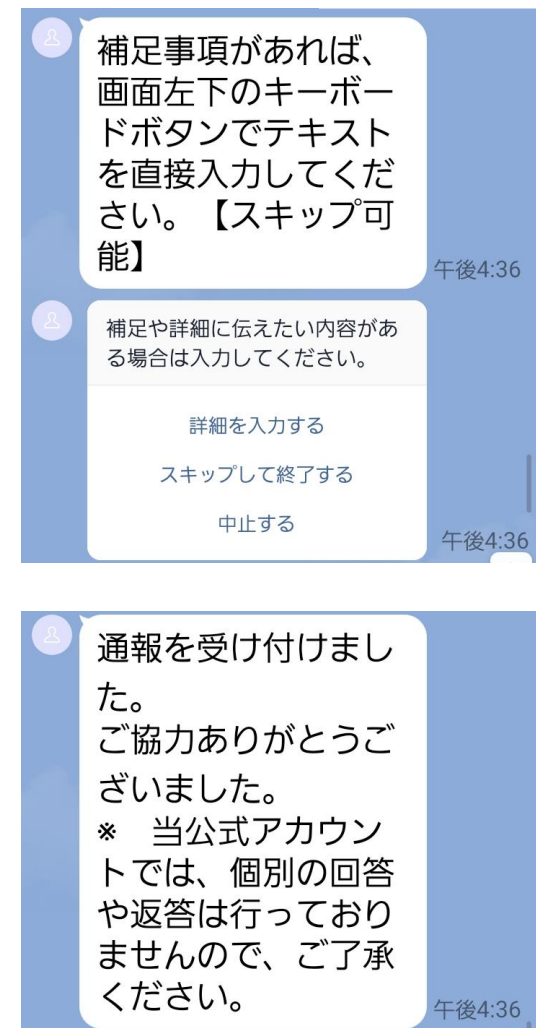 補足事項があれば、
画面左下のキーボー
ドボタンでテキスト
を直接入力してくだ
さい。【スキップ可
能】
午後4:36
補足や詳細に伝えたい内容があ
る場合は入力してください。
詳細を入力する
スキップして終了する
中止する
午後4:36
通報を受け付けまし
た。
ご協力ありがとうご
ざいました。
※　当公式アカウン
トでは、個別の回答
や返答は行っており
ませんので、ご了承
ください。
午後4:36